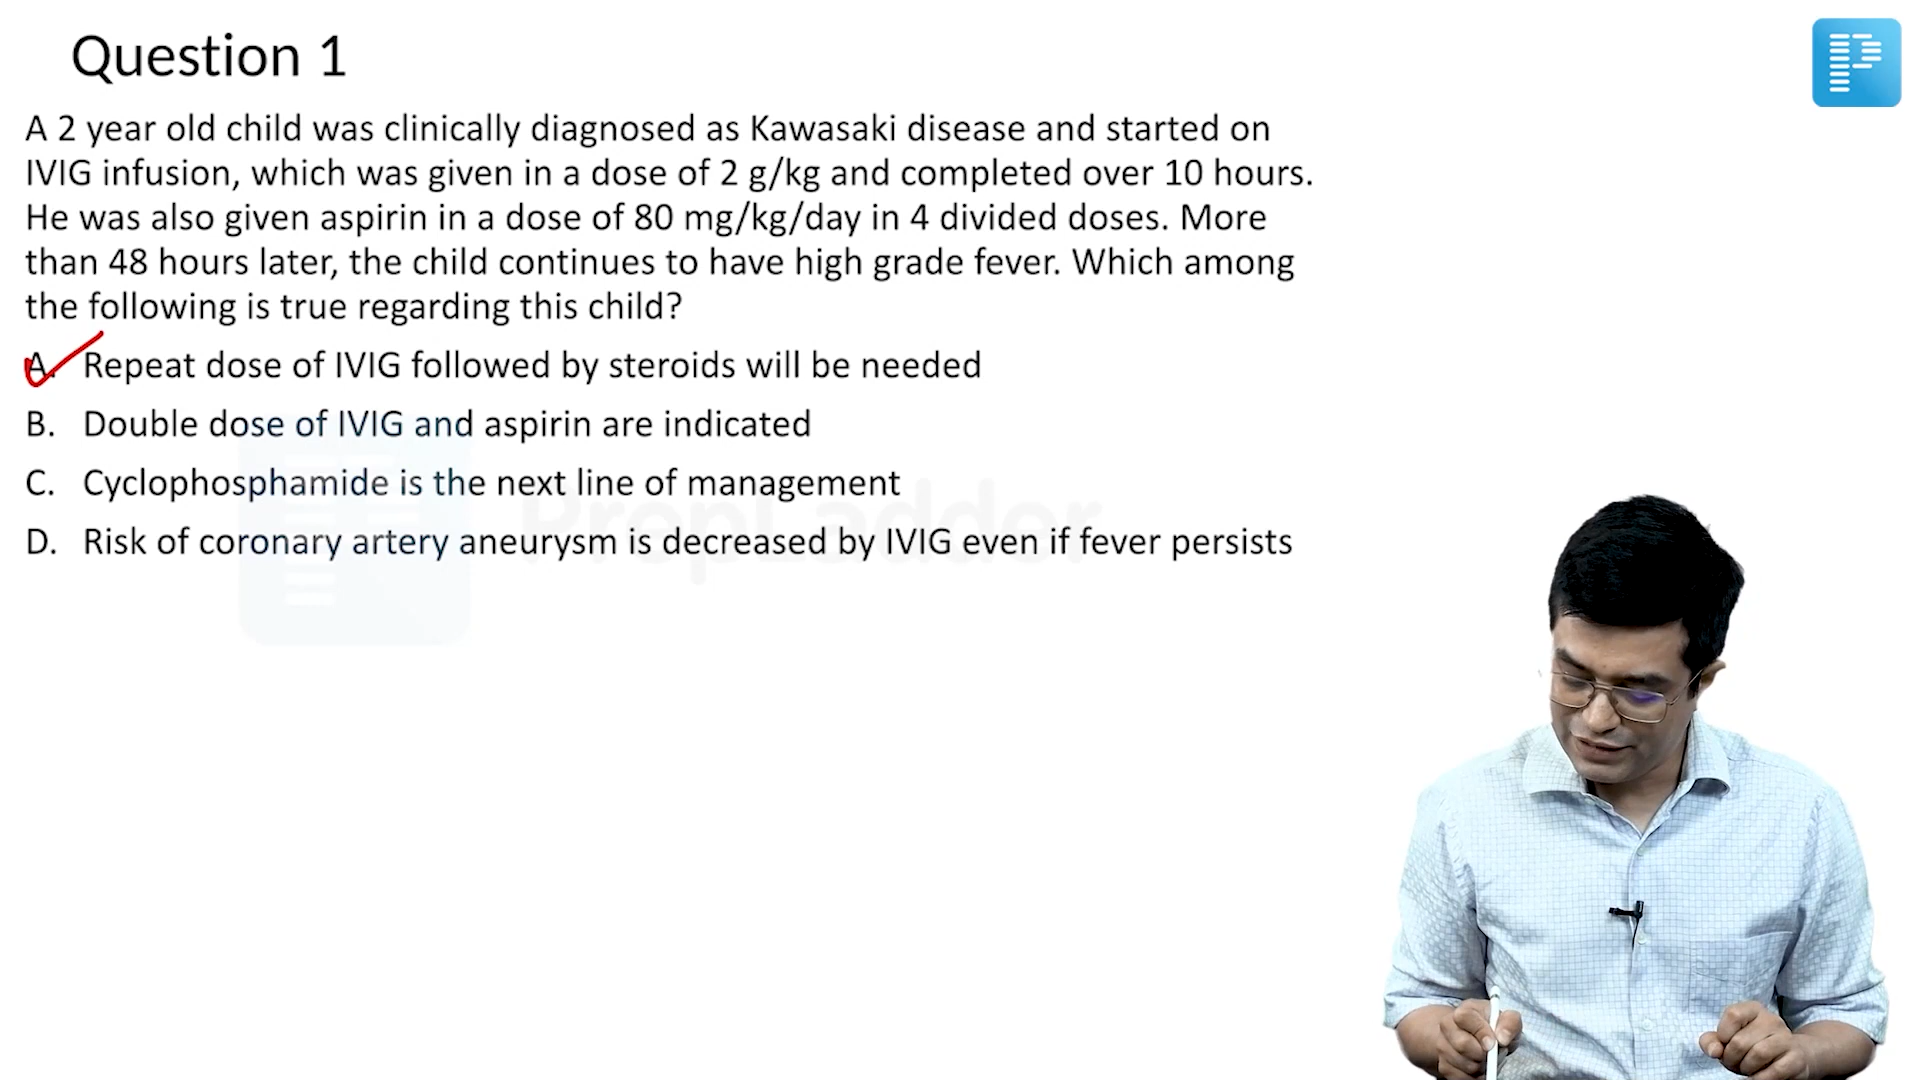 Question 1
A 2 year old child was clinically diagnosed as Kawasaki disease and started on
IVIG infusion, which was given in a dose of 2 g/kg and completed over 10 hours.
He was also given aspirin in a dose of 80 mg/kg/day in 4 divided doses. More
than 48 hours later, the child continues to have high grade fever. Which among
the following is true regarding this child?
A. Repeat dose of IVIG followed by steroids will be needed
B. Double dose of IVIG and aspirin are indicated
C. Cyclophosphamide is the next line of management
D. Risk of coronary artery aneurysm is decreased by IVIG even if fever persists
PrepLadder